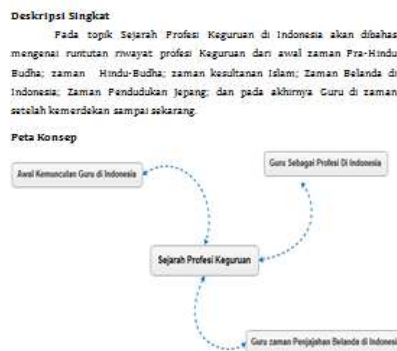 Deskripsi Singkat
Pada topik Sejarah Profesi Keguruan di Indonesia akan dibahas
mengenai runtutan riwayat profesi Keguruan dari awal zaman Pra-Hindu
Budha; zaman Hindu-Budha; zaman kesultanan Islam; Zaman Belanda di
Indonesia; Zaman Pendudukan Jepang; dan pada akhirnya Guru di zaman
setelah kemerdekan sampai sekarang.
Peta Konsep
Guru Sebagai Profesi Di Indonesia
Awal Kemunculan Guru di Indonesia
Sejarah Profesi Keguruan
Guru zaman Penjajahan Belanda di Indonesi